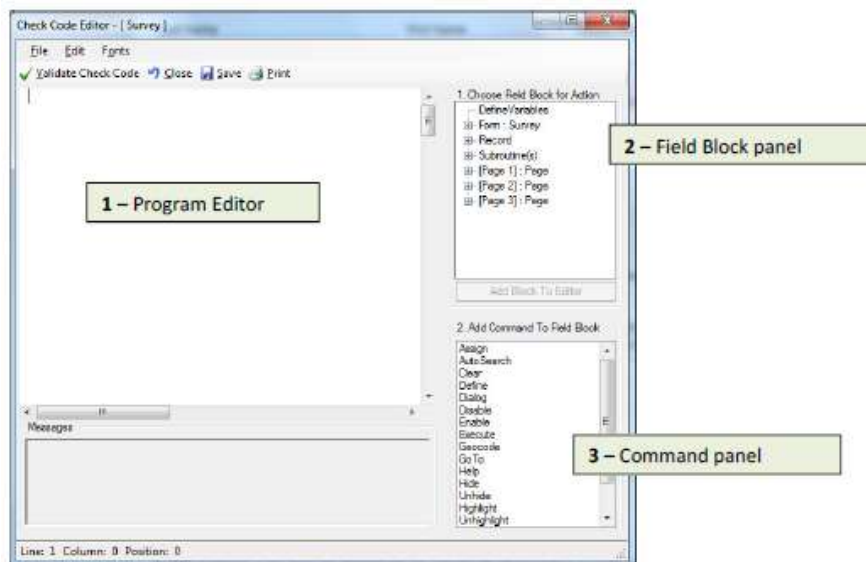 Check Code Editor - [ Survey ]
File Edit Fonts
Validate Check Code Close Save Print
1. Choose Field Block for Action
DefineVariables
Form : Survey
Record
Subroutine(s)
[Page 1] : Page
[Page 2] : Page
[Page 3] : Page
2 – Field Block panel
1 – Program Editor
Add Block To Editor
2. Add Command To Field Block
Assign
AutoSearch
Clear
Define
Dialog
Disable
Enable
Execute
Geocode
GoTo
Help
Hide
Unhide
Highlight
Unhighlight
3 – Command panel
Messages
Line: 1 Column: 0 Position: 0